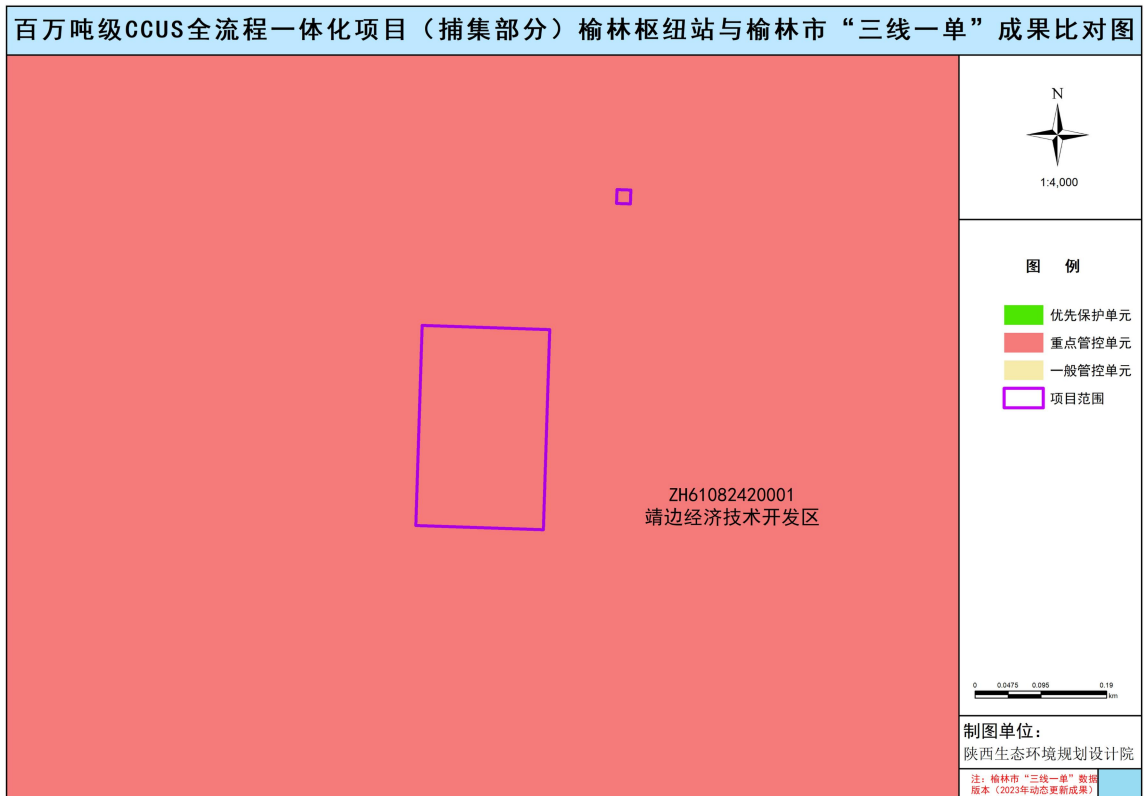 百万吨级CCUS全流程一体化项目（捕集部分）榆林枢纽站与榆林市“三线一单”成果比对图
N
1:4,000
图 例
优先保护单元
重点管控单元
一般管控单元
项目范围
ZH61082420001
靖边经济技术开发区
0 0.0475 0.095 0.19
km
制图单位：
陕西生态环境规划设计院
注：榆林市“三线一单”数据
版本（2023年动态更新成果）